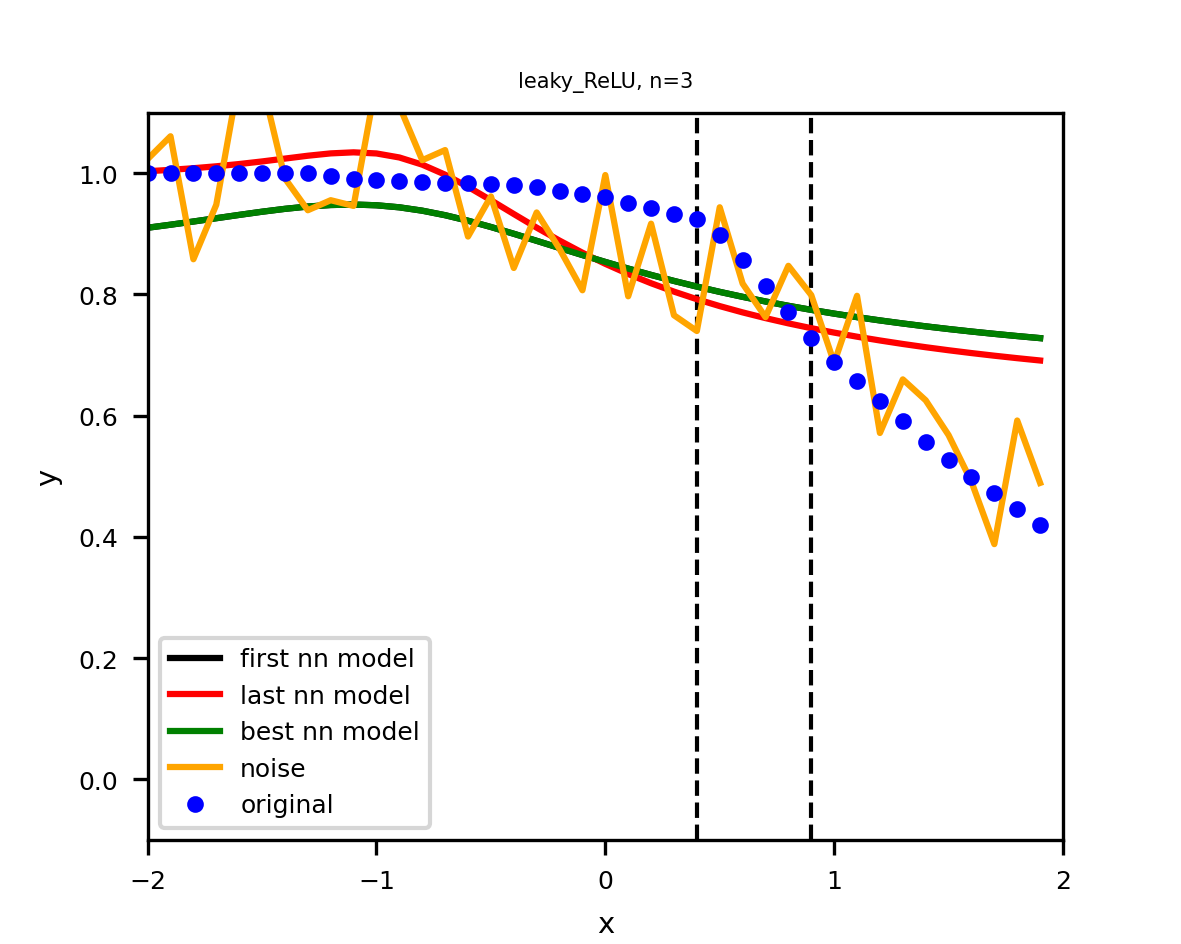 leaky_ReLU, n=3
1.0
0.8
0.6
0.4
0.2
0.0
y
first nn model
last nn model
best nn model
noise
original
−2
−1
0
1
2
x